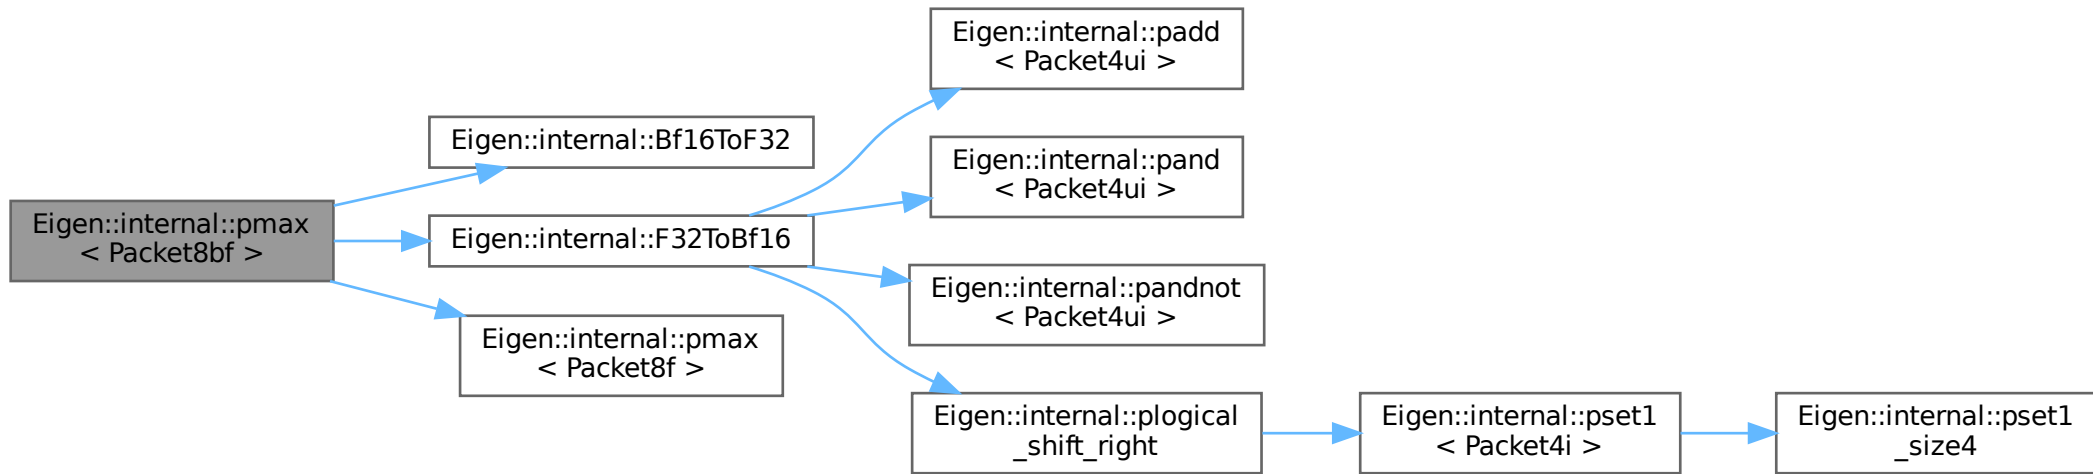 Eigen::internal::pmax
< Packet8bf >
Eigen::internal::Bf16ToF32
Eigen::internal::F32ToBf16
Eigen::internal::pmax
< Packet8f >
Eigen::internal::padd
< Packet4ui >
Eigen::internal::pand
< Packet4ui >
Eigen::internal::pandnot
< Packet4ui >
Eigen::internal::plogical
_shift_right
Eigen::internal::pset1
< Packet4i >
Eigen::internal::pset1
_size4